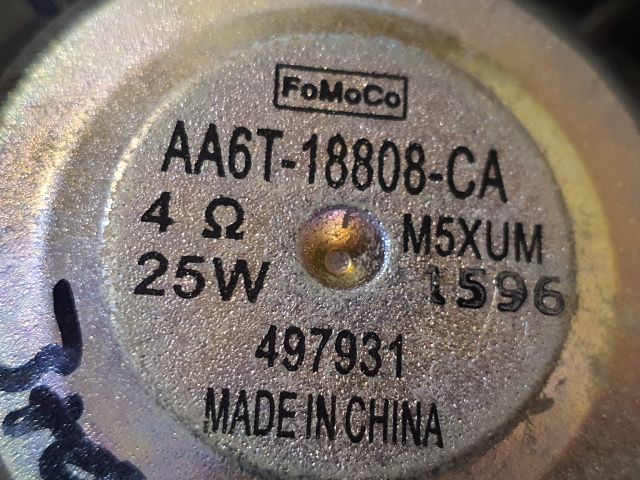 FoMoCo
AA6T-18808-CA
4 Ω M5XUM
25W 1596
497931
MADE IN CHINA